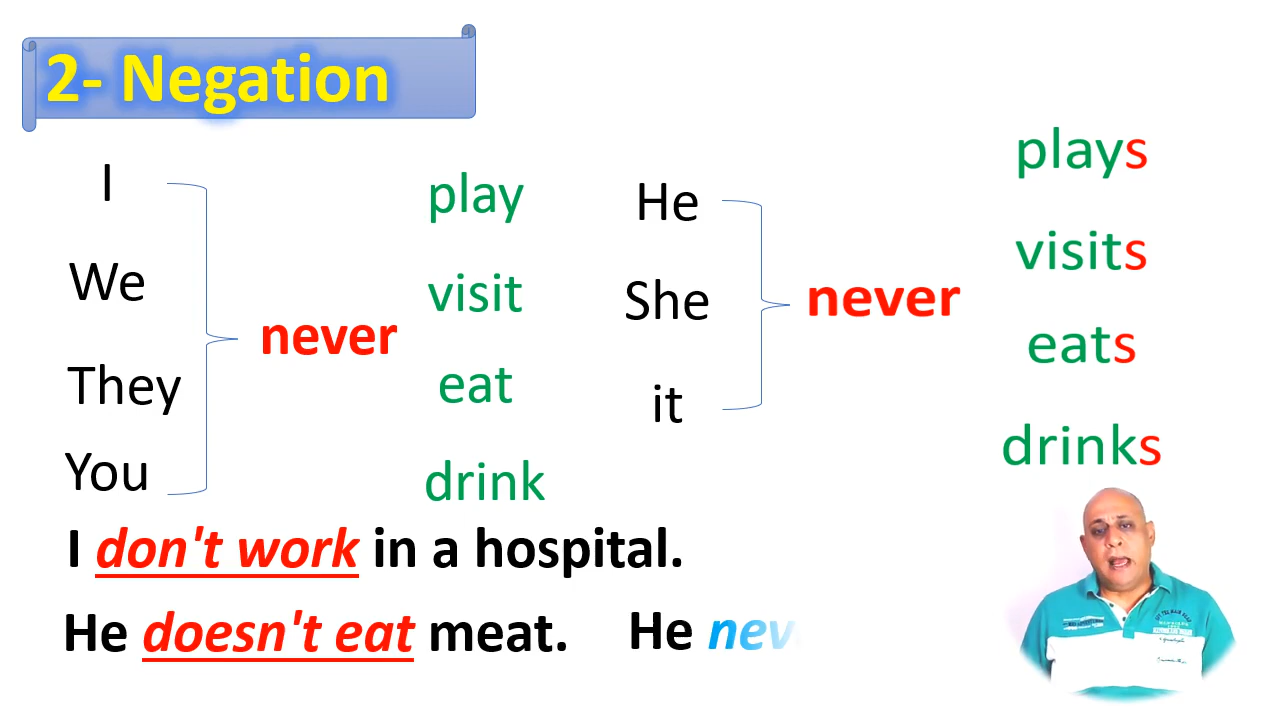 2- Negation
I
We
They
You
never
play
visit
eat
drink
He
She
it
never
plays
visits
eats
drinks
I don't work in a hospital.
He doesn't eat meat.
He nev